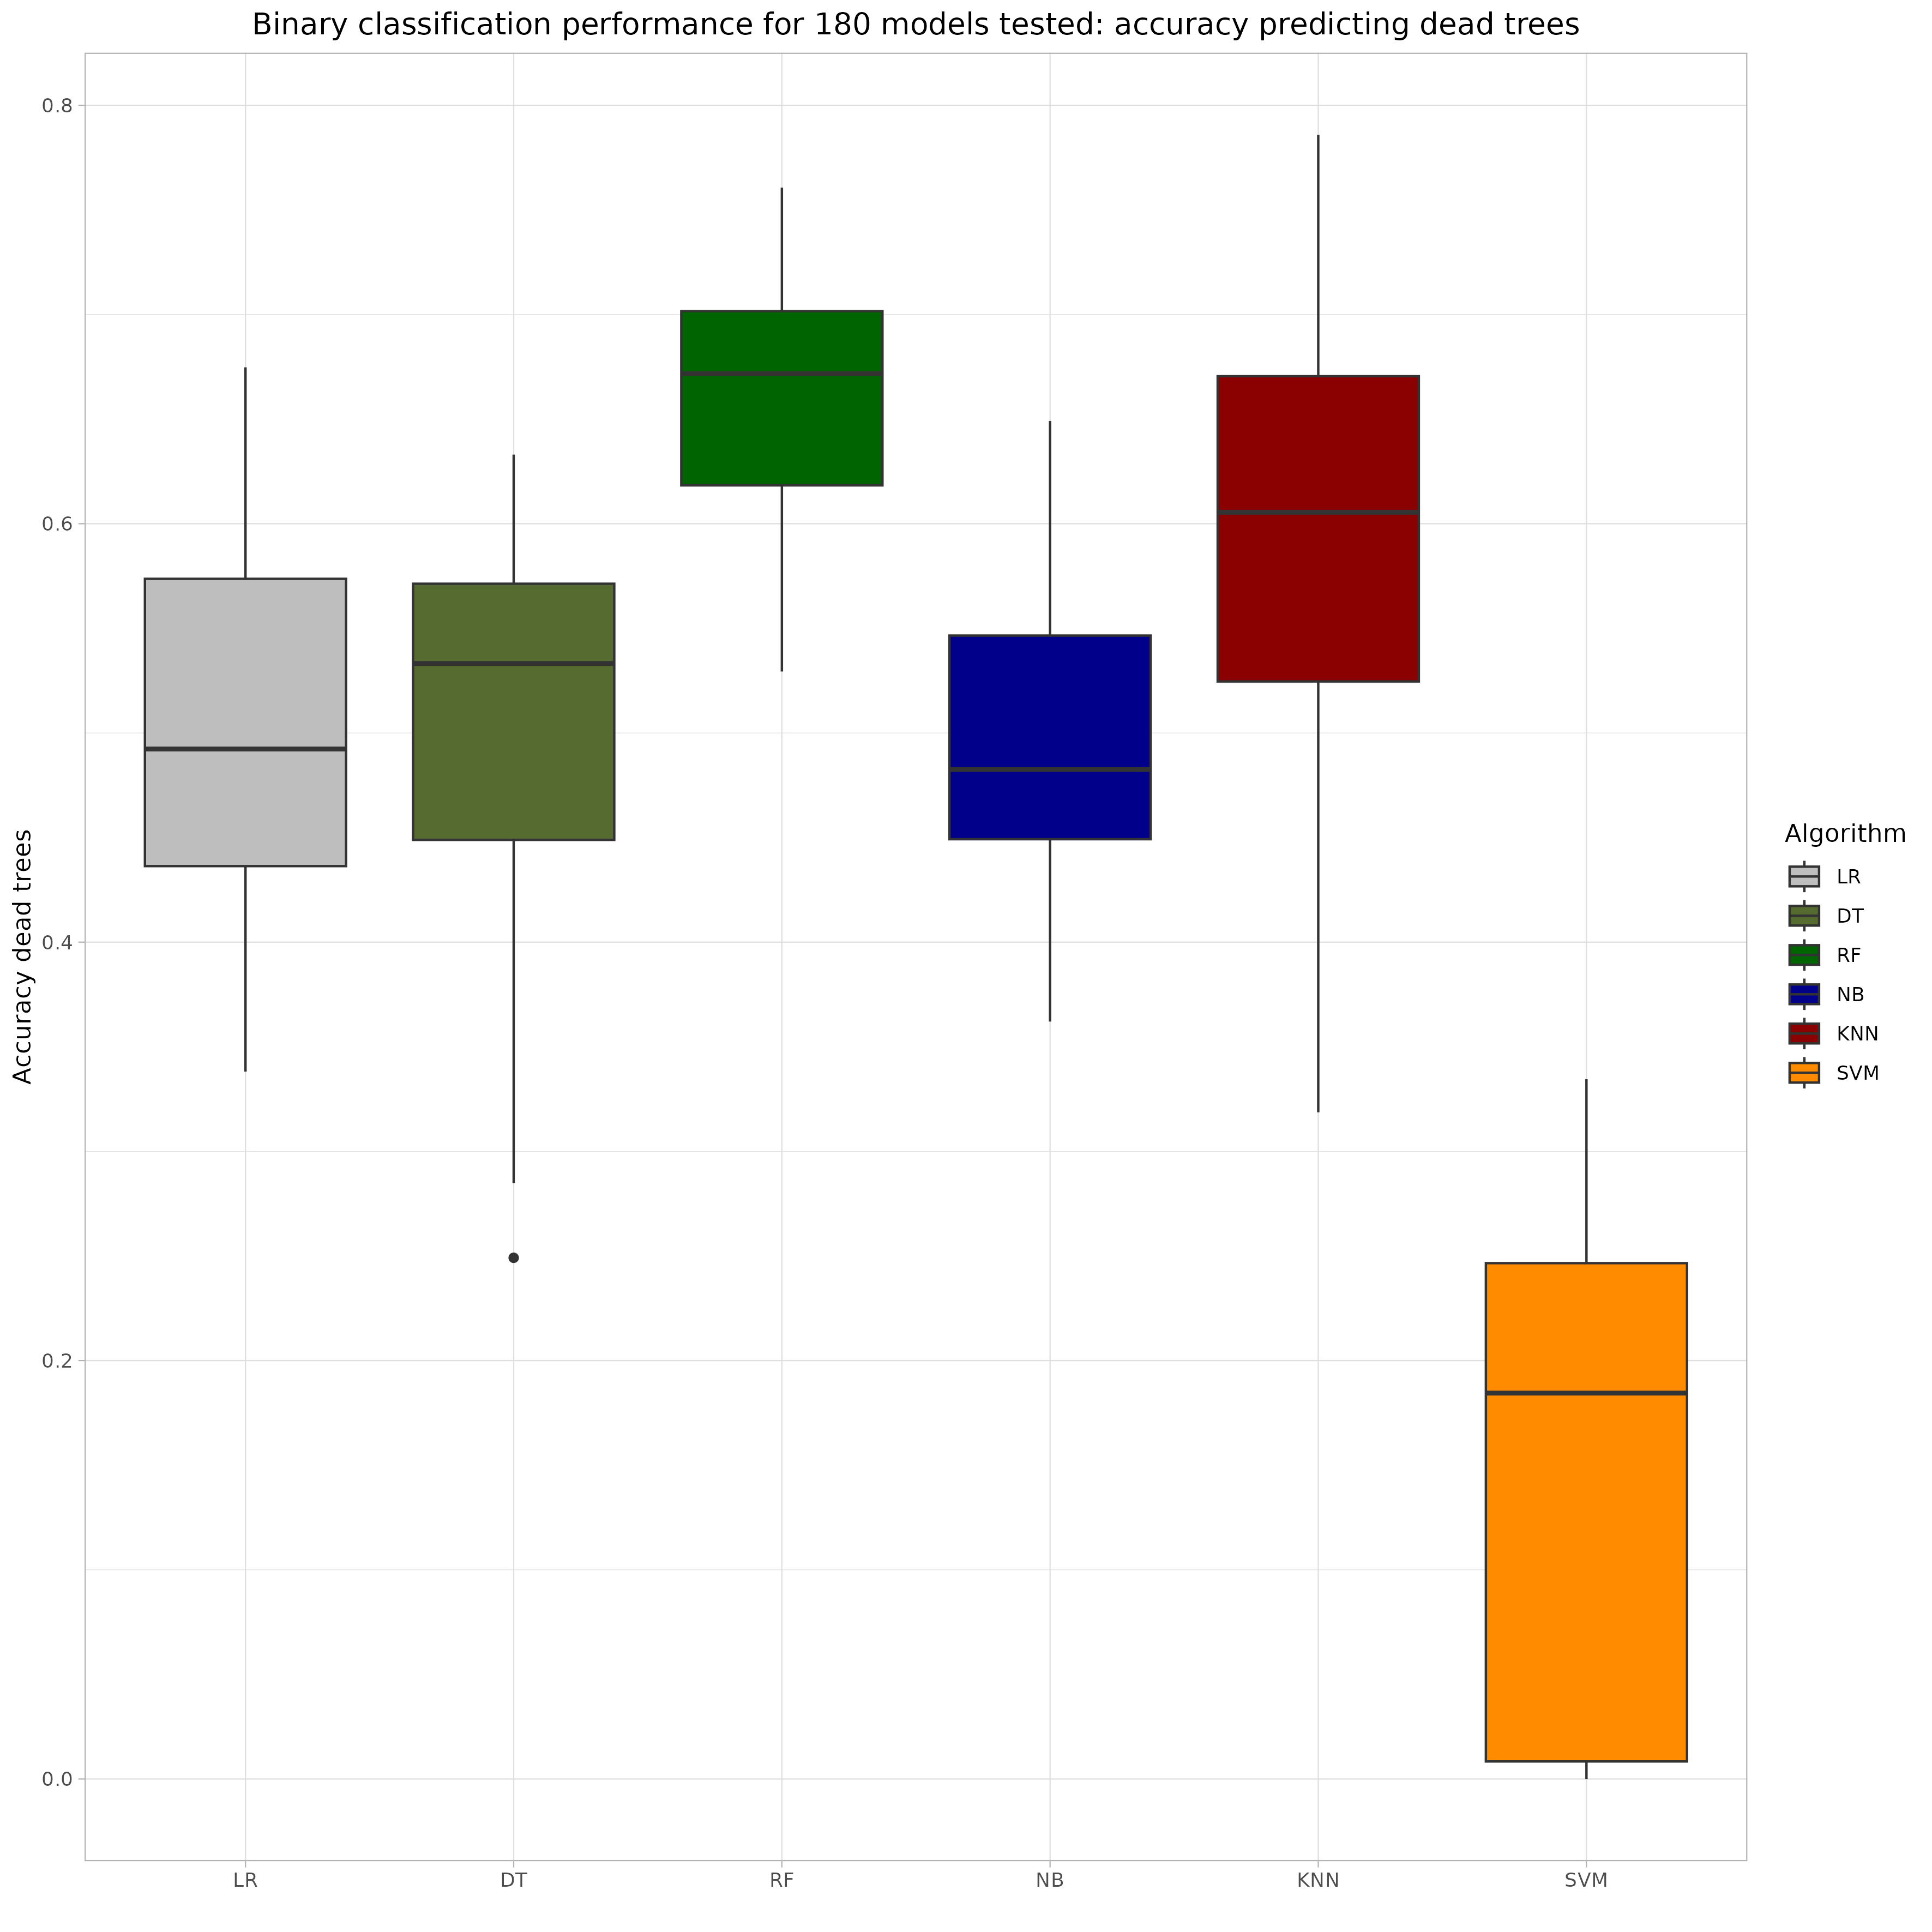 Binary classification performance for 180 models tested: accuracy predicting dead trees
Accuracy dead trees
0.8
0.6
0.4
0.2
0.0
LR
DT
RF
NB
KNN
SVM
Algorithm
LR
DT
RF
NB
KNN
SVM